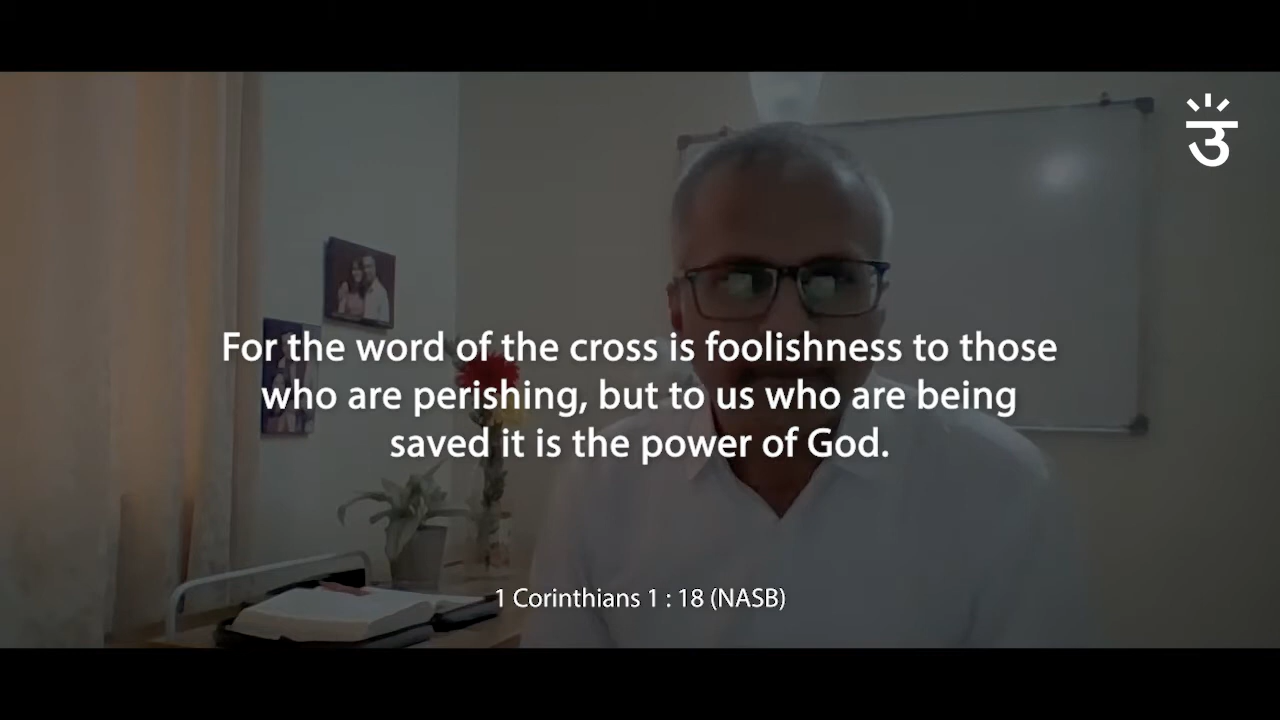 उ
For the word of the cross is foolishness to those
who are perishing, but to us who are being
saved it is the power of God.
1 Corinthians 1 : 18 (NASB)